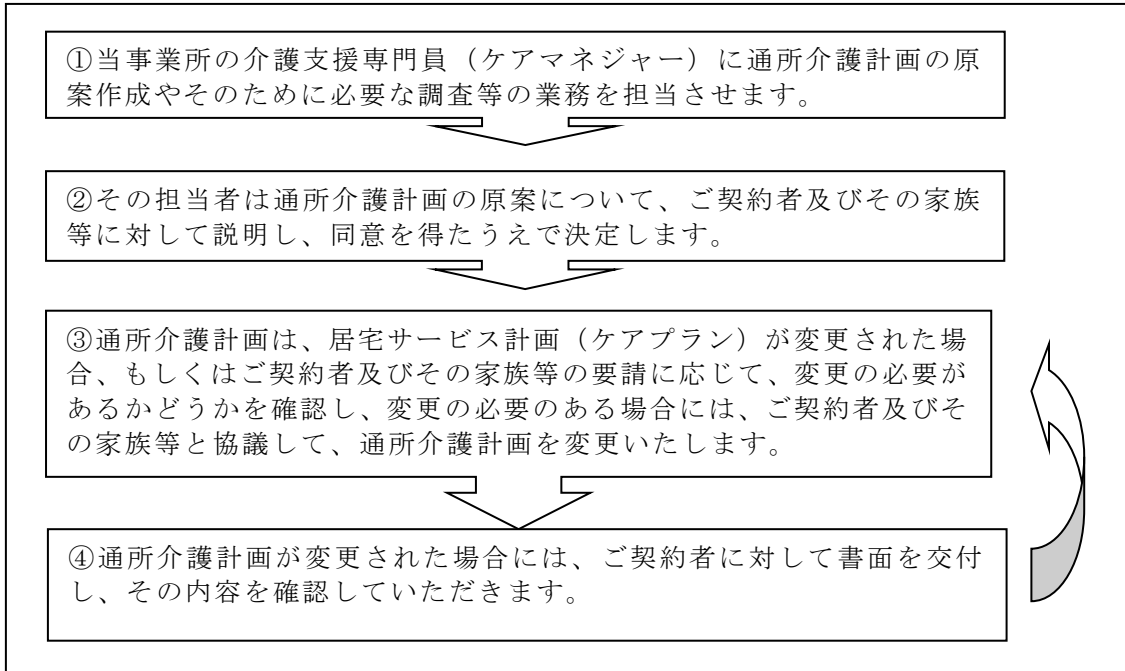 ①当事業所の介護支援専門員（ケアマネジャー）に通所介護計画の原
案作成やそのために必要な調査等の業務を担当させます。
②その担当者は通所介護計画の原案について、ご契約者及びその家族
等に対して説明し、同意を得たうえで決定します。
③通所介護計画は、居宅サービス計画（ケアプラン）が変更された場
合、もしくはご契約者及びその家族等の要請に応じて、変更の必要が
あるかどうかを確認し、変更の必要のある場合には、ご契約者及びそ
の家族等と協議して、通所介護計画を変更いたします。
④通所介護計画が変更された場合には、ご契約者に対して書面を交付
し、その内容を確認していただきます。